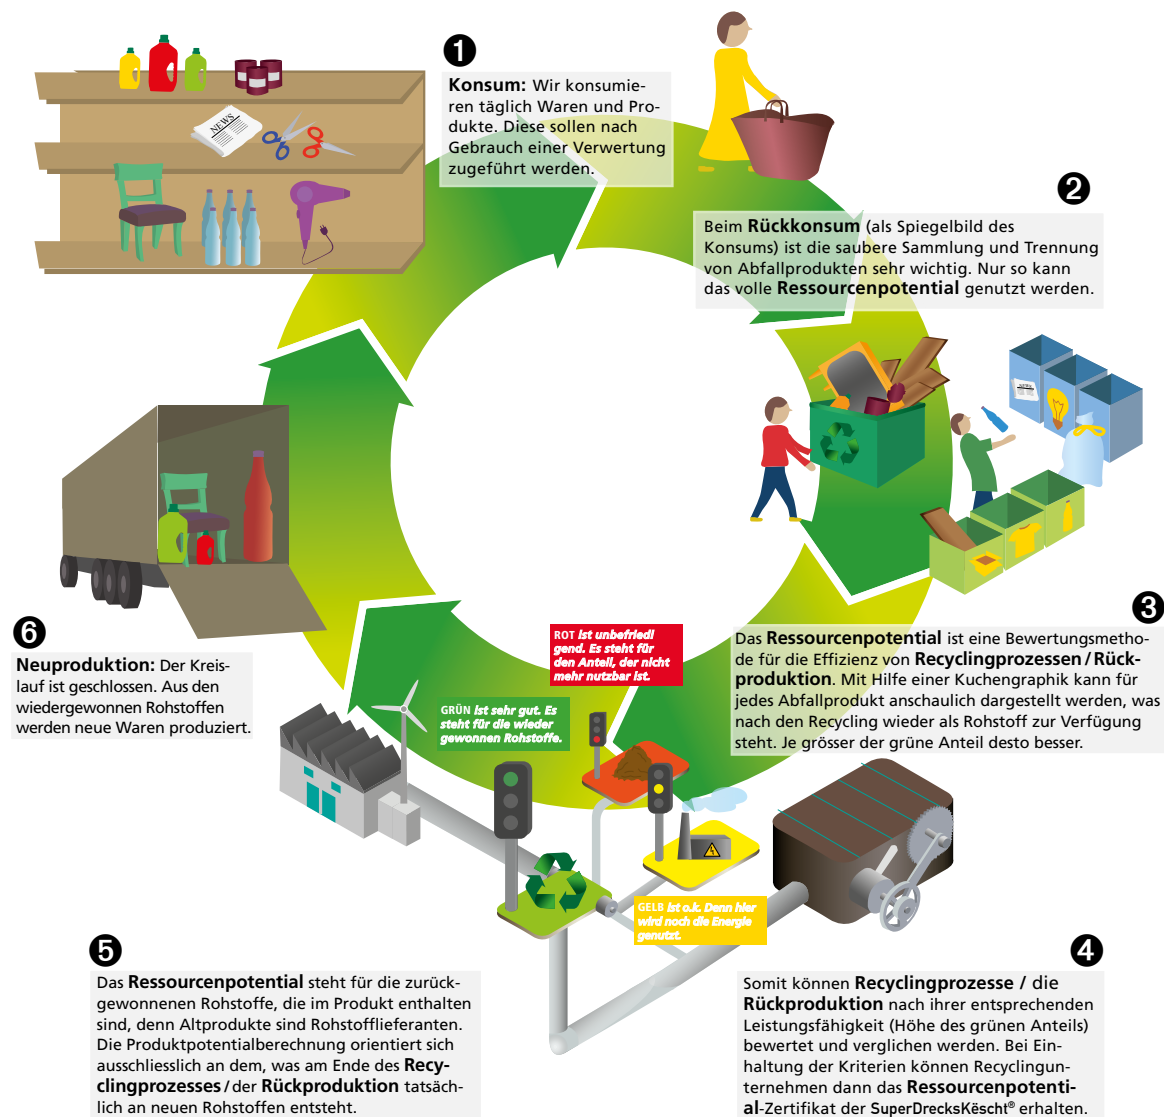 1
Konsum: Wir konsumie-
ren täglich Waren und Pro-
dukte. Diese sollen nach
Gebrauch einer Verwertung
zugeführt werden.
NEWS
2
Beim Rückkonsum (als Spiegelbild des
Konsums) ist die saubere Sammlung und Trennung
von Abfallprodukten sehr wichtig. Nur so kann
das volle Ressourcenpotential genutzt werden.
NEWS
3
Das Ressourcenpotential ist eine Bewertungsmetho-
de für die Effizienz von Recyclingprozessen / Rück-
produktion. Mit Hilfe einer Kuchengraphik kann für
jedes Abfallprodukt anschaulich dargestellt werden, was
nach den Recycling wieder als Rohstoff zur Verfügung
steht. Je grösser der grüne Anteil desto besser.
ROT ist unbefriedi
gend. Es steht für
den Anteil, der nicht
mehr nutzbar ist.
GRÜN ist sehr gut. Es
steht für die wieder
gewonnen Rohstoffe.
GELB ist o.k. Denn hier
wird noch die Energie
genutzt.
4
Somit können Recyclingprozesse / die
Rückproduktion nach ihrer entsprechenden
Leistungsfähigkeit (Höhe des grünen Anteils)
bewertet und verglichen werden. Bei Ein-
haltung der Kriterien können Recyclingun-
ternehmen dann das Ressourcenpotenti-
al-Zertifikat der SuperDrecksKëscht® erhalten.
5
Das Ressourcenpotential steht für die zurück-
gewonnenen Rohstoffe, die im Produkt enthalten
sind, denn Altprodukte sind Rohstofflieferanten.
Die Produktpotentialberechnung orientiert sich
ausschliesslich an dem, was am Ende des Recy-
clingprozesses / der Rückproduktion tatsäch-
lich an neuen Rohstoffen entsteht.
6
Neuproduktion: Der Kreis-
lauf ist geschlossen. Aus den
wiedergewonnen Rohstoffen
werden neue Waren produziert.